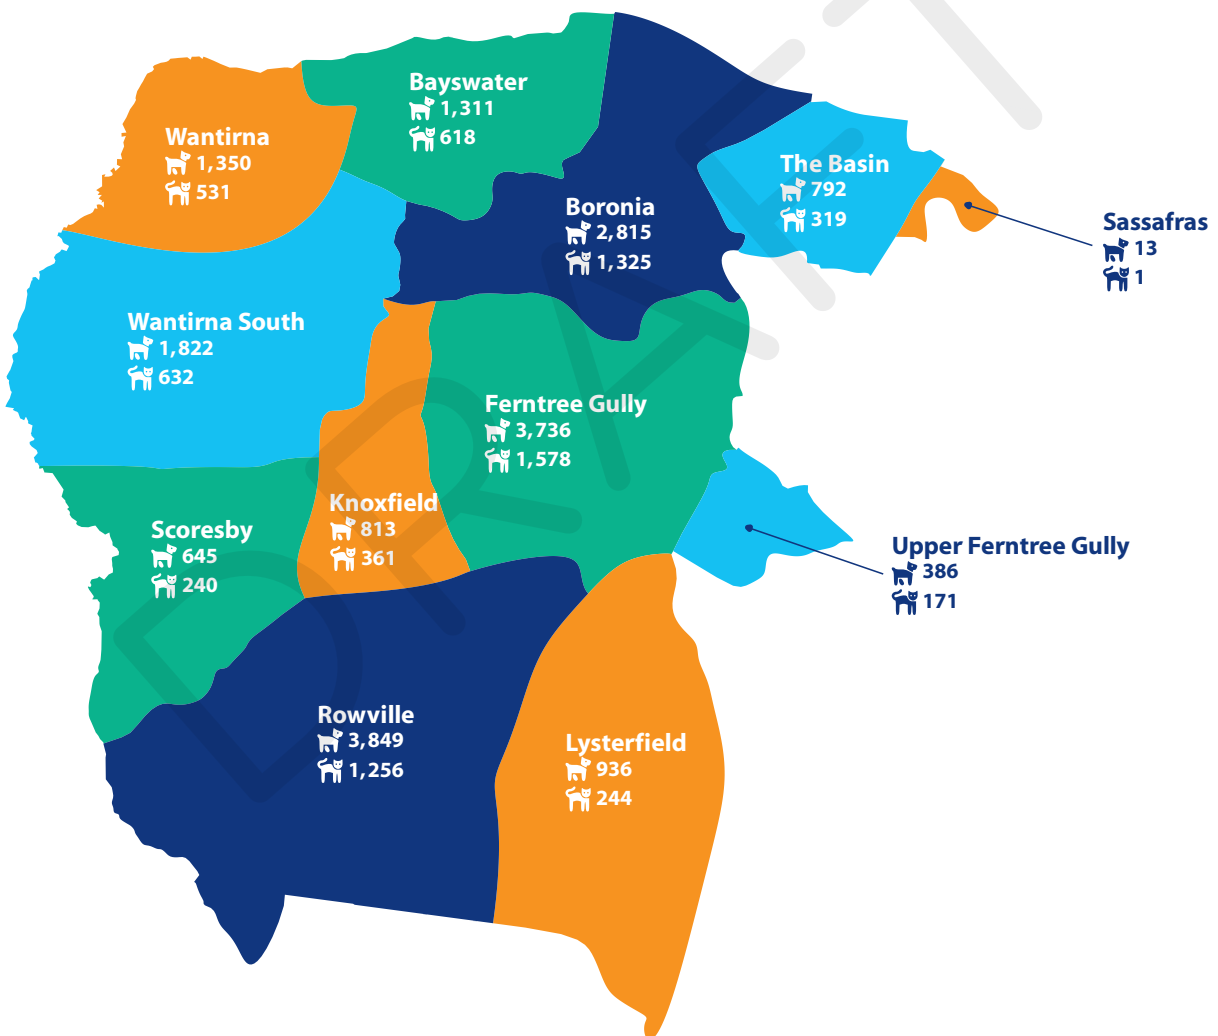 Bayswater
1,311
618
Wantirna
1,350
531
The Basin
792
319
Boronia
2,815
1,325
Sassafras
13
1
Wantirna South
1,822
632
Ferntree Gully
3,736
1,578
Knoxfield
813
361
Scoresby
645
240
Upper Ferntree Gully
386
171
Rowville
3,849
1,256
Lysterfield
936
244
DRAFT